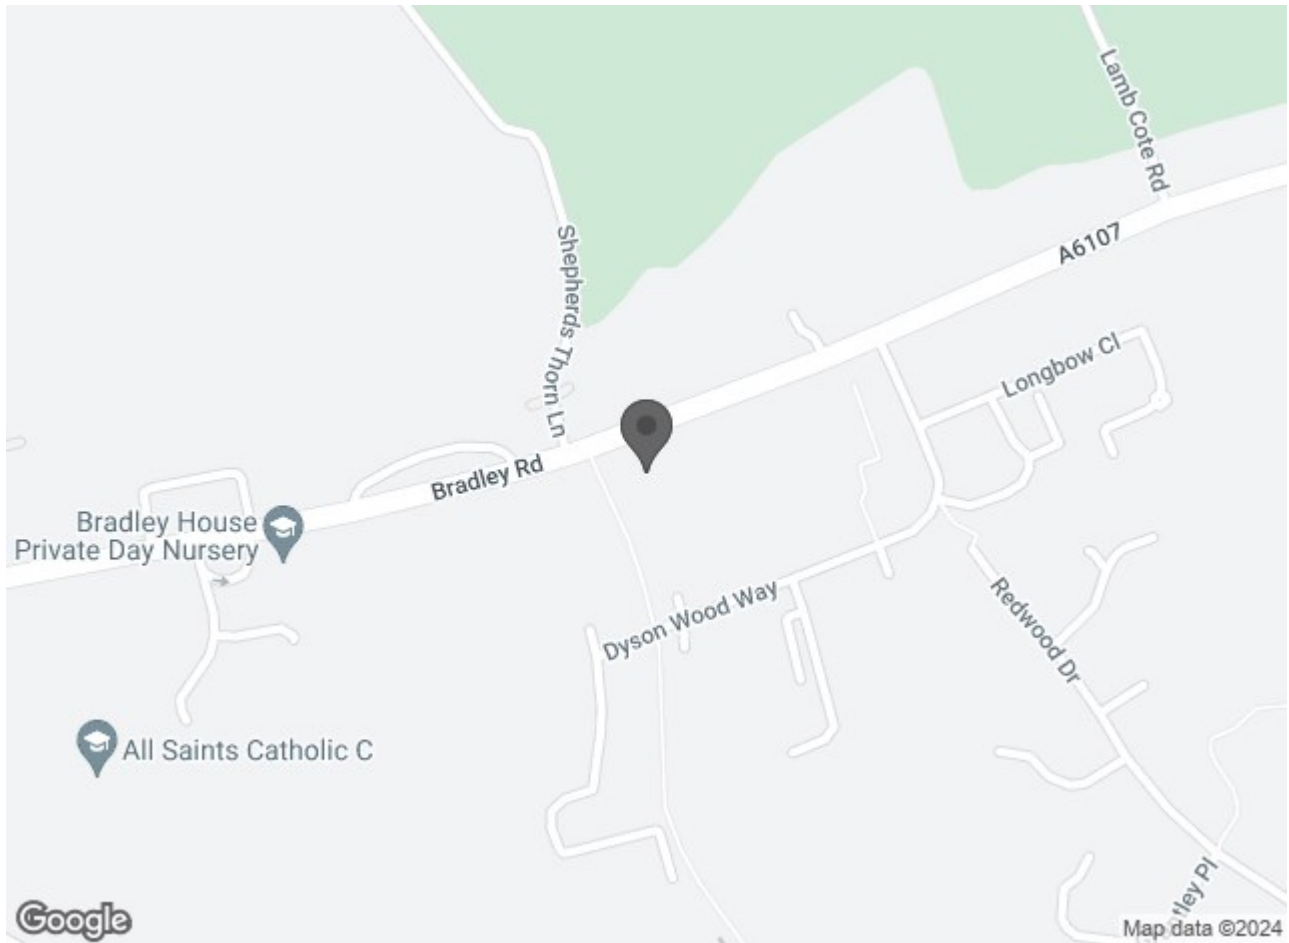 Lamb Cote Rd
Shepherds Thorn Ln
A6107
Longbow Cl
Bradley Rd
Bradley House
Private Day Nursery
Dyson Wood Way
Redwood Dr
All Saints Catholic C
Pl
Google
Map data ©2024